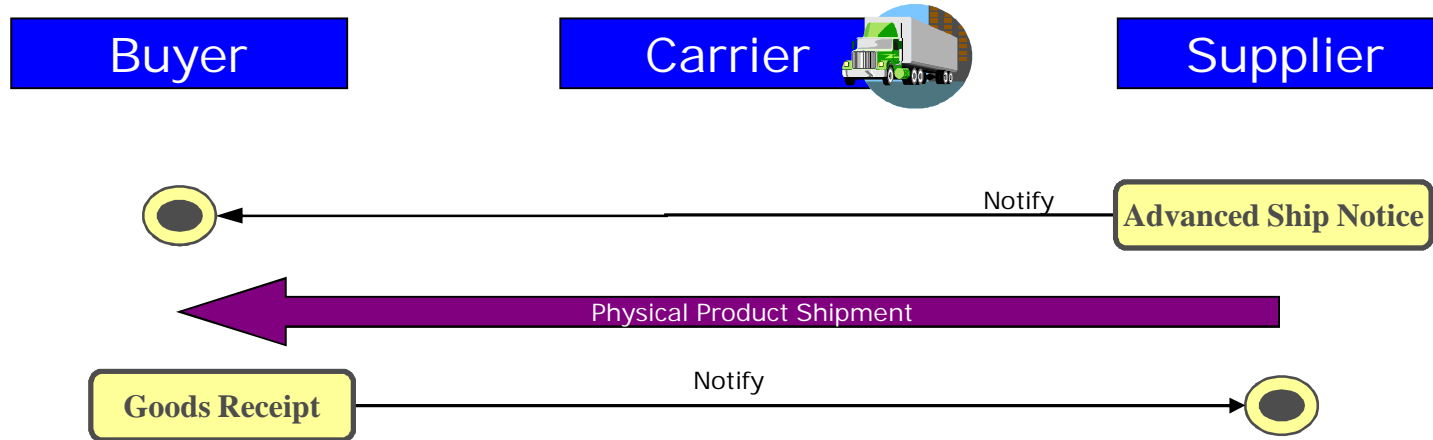 Buyer
Carrier
Supplier
Notify
Advanced Ship Notice
Physical Product Shipment
Notify
Goods Receipt